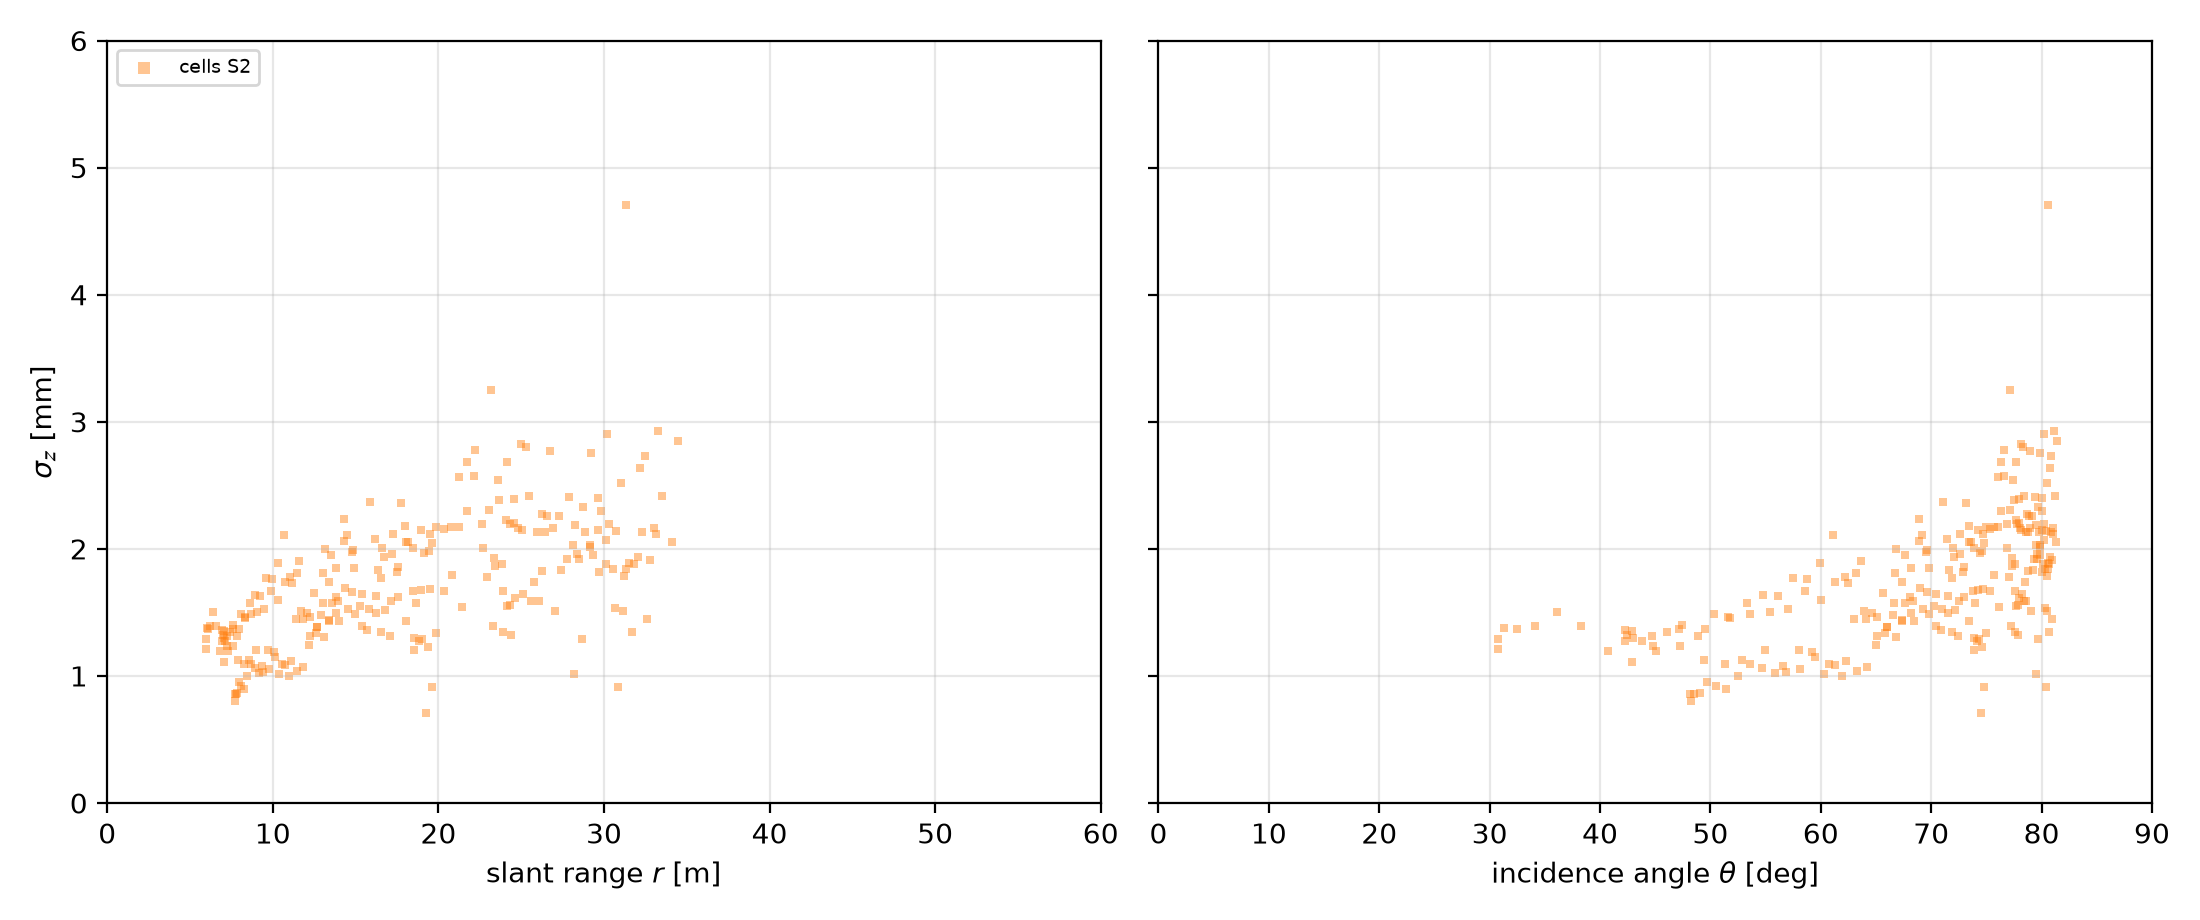 cells S2
6
5
4
3
2
1
0
σz [mm]
0 10 20 30 40 50 60
slant range r [m]
0 10 20 30 40 50 60 70 80 90
incidence angle θ [deg]